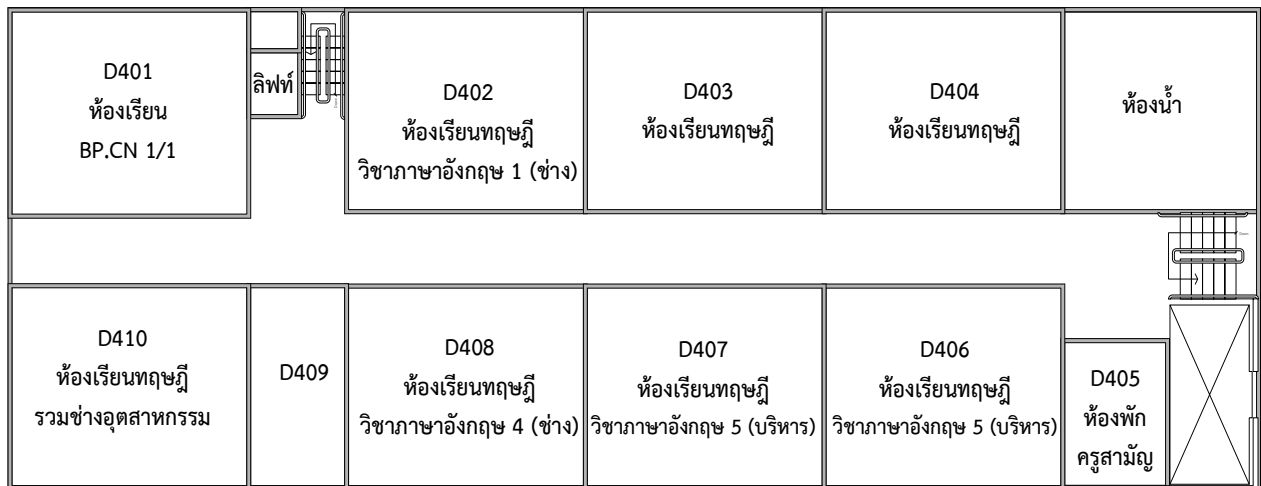 D401
ห้องเรียน
BP.CN 1/1
ลิฟท์
D402
ห้องเรียนทฤษฎี
วิชาภาษาอังกฤษ 1 (ช่าง)
D403
ห้องเรียนทฤษฎี
D404
ห้องเรียนทฤษฎี
ห้องน้ำ
D410
ห้องเรียนทฤษฎี
รวมช่างอุตสาหกรรม
D409
D408
ห้องเรียนทฤษฎี
วิชาภาษาอังกฤษ 4 (ช่าง)
D407
ห้องเรียนทฤษฎี
วิชาภาษาอังกฤษ 5 (บริหาร)
D406
ห้องเรียนทฤษฎี
วิชาภาษาอังกฤษ 5 (บริหาร)
D405
ห้องพัก
ครูสามัญ